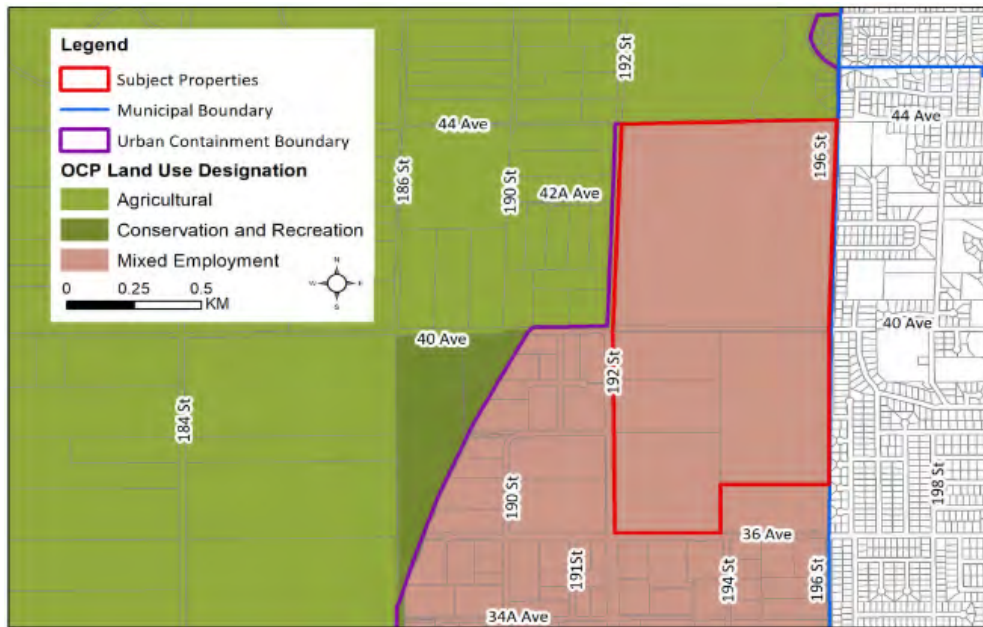 Legend
Subject Properties
Municipal Boundary
Urban Containment Boundary
OCP Land Use Designation
Agricultural
Conservation and Recreation
Mixed Employment
0 0.25 0.5
KM
N
W E
S
192 St
44 Ave
44 Ave
186 St
190 St
42A Ave
196 St
40 Ave
40 Ave
192 St
184 St
190 St
198 St
36 Ave
191St
194 St
196 St
34A Ave